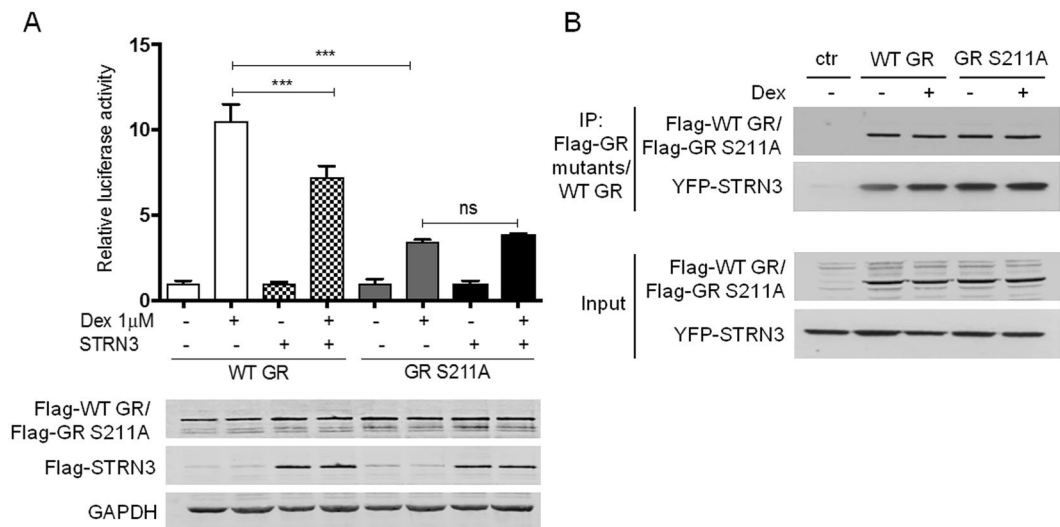 A
Relative luciferase activity
15
10
5
0
***
***
ns
Dex 1µM - + - + - + - +
STRN3 - - + + - - + +
WT GR GR S211A
Flag-WT GR/
Flag-GR S211A
Flag-STRN3
GAPDH
B
ctr WT GR GR S211A
Dex - - + - +
IP:
Flag-GR
mutants/
WT GR
Flag-WT GR/
Flag-GR S211A
YFP-STRN3
Input
Flag-WT GR/
Flag-GR S211A
YFP-STRN3